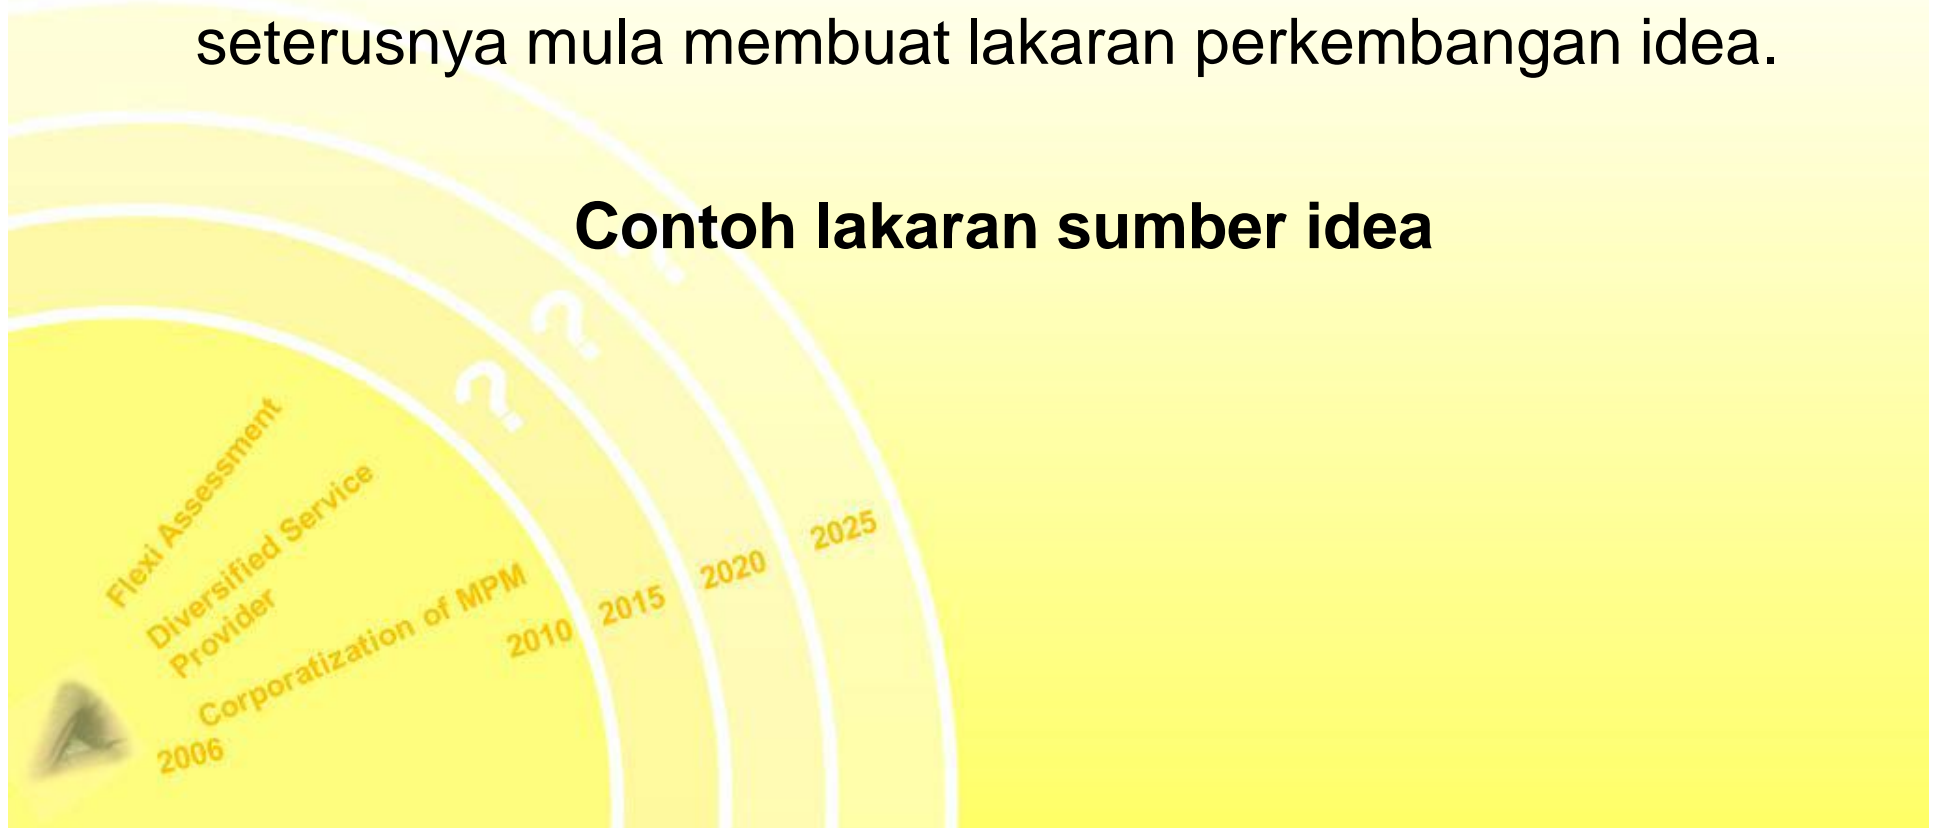 seterusnya mula membuat lakaran perkembangan idea.
Contoh lakaran sumber idea
?
?
?
Flexi Assessment
Diversified Service
Provider
Corporatization of MPM
2006
2010
2015
2020
2025